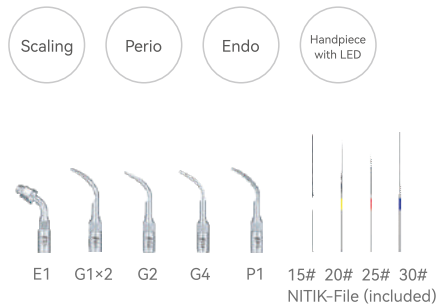 Scaling
Perio
Endo
Handpiece
with LED
E1 G1×2 G2 G4 P1 15# 20# 25# 30#
NITIK-File (included)